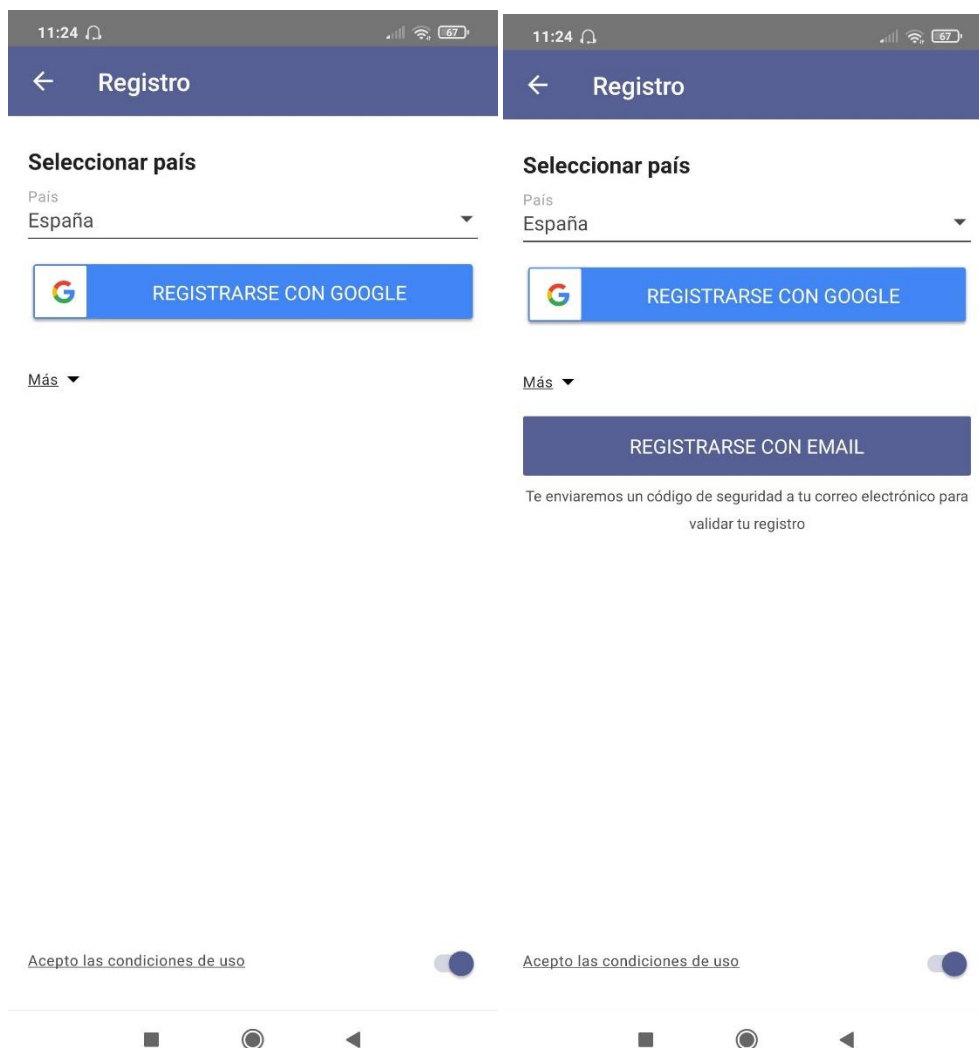 11:24
67
Registro
Seleccionar país
País
España
REGISTRARSE CON GOOGLE
Más
Acepto las condiciones de uso
11:24
67
Registro
Seleccionar país
País
España
REGISTRARSE CON GOOGLE
Más
REGISTRARSE CON EMAIL
Te enviaremos un código de seguridad a tu correo electrónico para
validar tu registro
Acepto las condiciones de uso